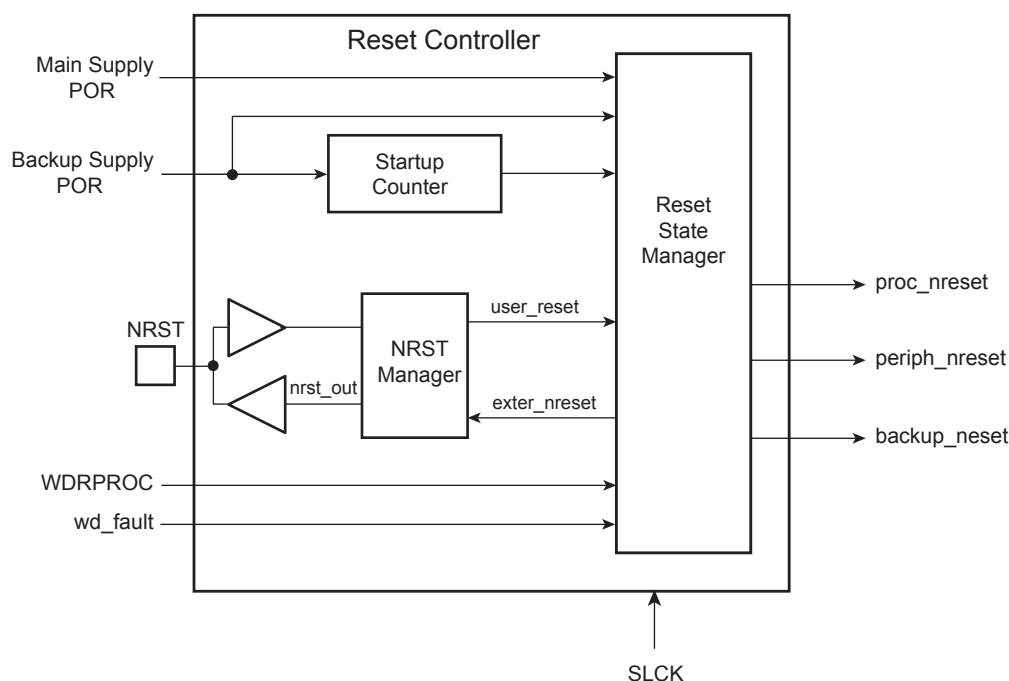 Reset Controller
Main Supply
POR
Backup Supply
POR
Startup
Counter
Reset
State
Manager
proc_nreset
user_reset
NRST
NRST
Manager
periph_nreset
nrst_out
exter_nreset
backup_neset
WDRPROC
wd_fault
SLCK